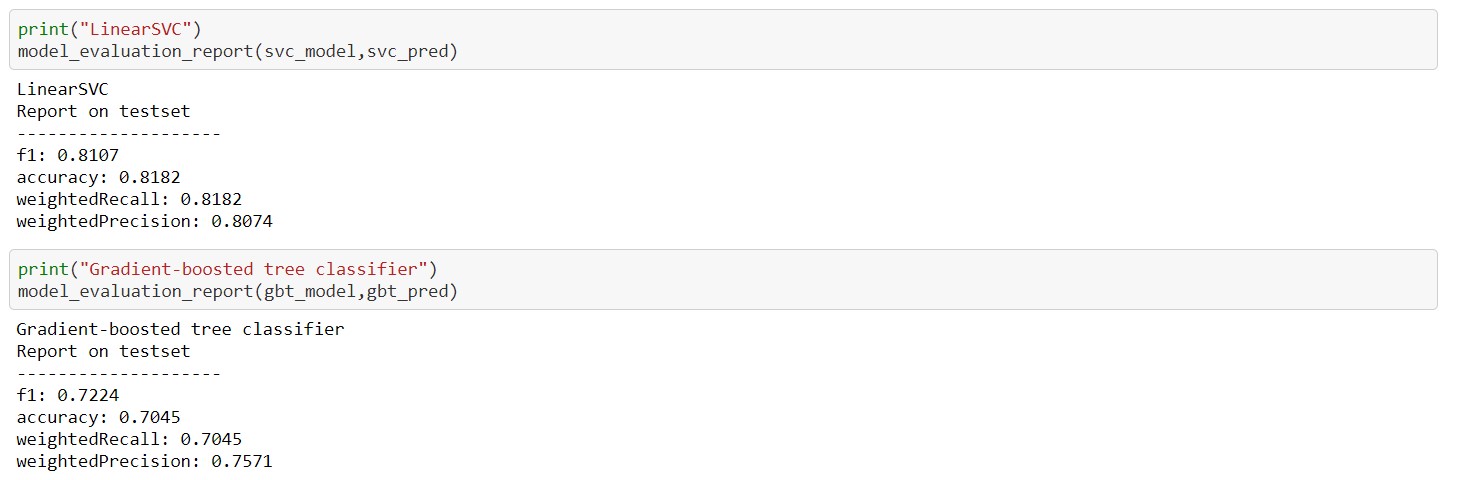 print("LinearSVC")
model_evaluation_report(svc_model,svc_pred)
LinearSVC
Report on testset
--------------------
f1: 0.8107
accuracy: 0.8182
weightedRecall: 0.8182
weightedPrecision: 0.8074
print("Gradient-boosted tree classifier")
model_evaluation_report(gbt_model,gbt_pred)
Gradient-boosted tree classifier
Report on testset
--------------------
f1: 0.7224
accuracy: 0.7045
weightedRecall: 0.7045
weightedPrecision: 0.7571